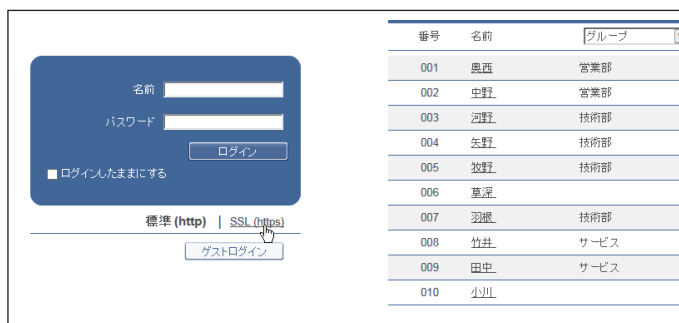 名前
パスワード
ログイン
ログインしたままにする
標準 (http) | SSL (https)
ゲストログイン
番号 名前 グループ
001 奥西 営業部
002 中野 営業部
003 河野 技術部
004 矢野 技術部
005 牧野 技術部
006 草深
007 羽根 技術部
008 竹井 サービス
009 田中 サービス
010 小川